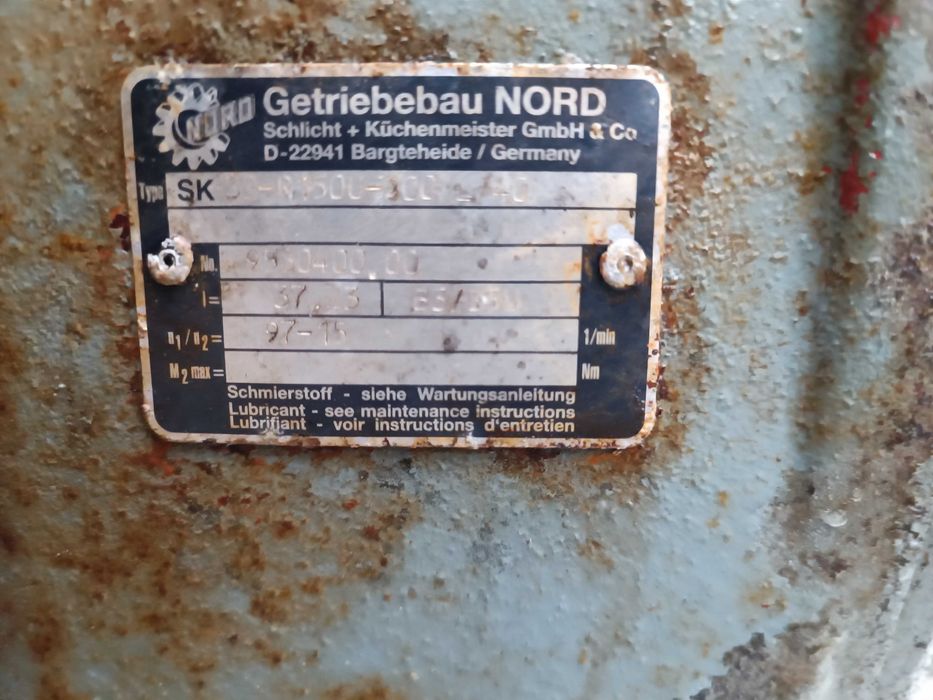 NORD
Getriebebau NORD
Schlicht + Küchenmeister GmbH & Co
D-22941 Bargteheide / Germany
Type SK
No.
i=
n1/n2= 97-15 1/min
M2 max= Nm
Schmierstoff - siehe Wartungsanleitung
Lubricant - see maintenance instructions
Lubrifiant - voir instructions d'entretien